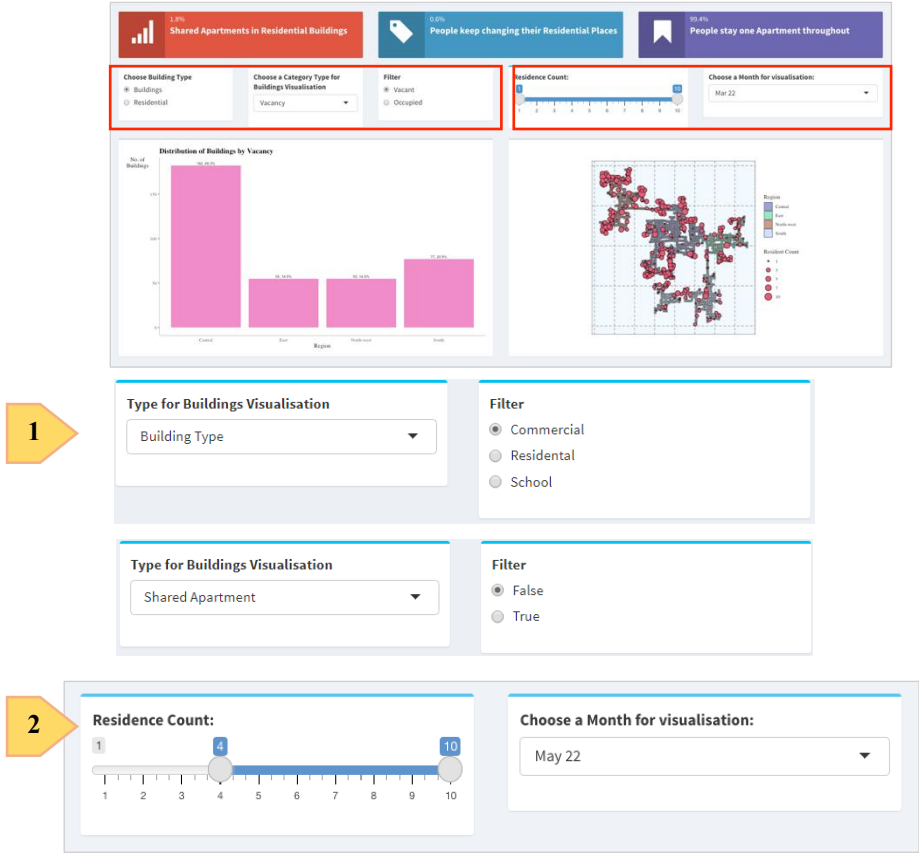 1.8%
Shared Apartments in Residential Buildings
0.6%
People keep changing their Residential Places
99.4%
People stay one Apartment throughout
Choose Building Type
Buildings
Residential
Choose a Category Type for
Buildings Visualisation
Vacancy
Filter
Vacant
Occupied
Residence Count:
1
10
1 2 3 4 5 6 7 8 9 10
Choose a Month for visualisation:
Mar 22
Distribution of Buildings by Vacancy
No. of
Buildings
Central
East
North-west
South
Region
Region
Central
East
North-west
South
Resident Count
1
Type for Buildings Visualisation
Building Type
Filter
Commercial
Residental
School
Type for Buildings Visualisation
Shared Apartment
Filter
False
True
2
Residence Count:
1
4
10
1 2 3 4 5 6 7 8 9 10
Choose a Month for visualisation:
May 22